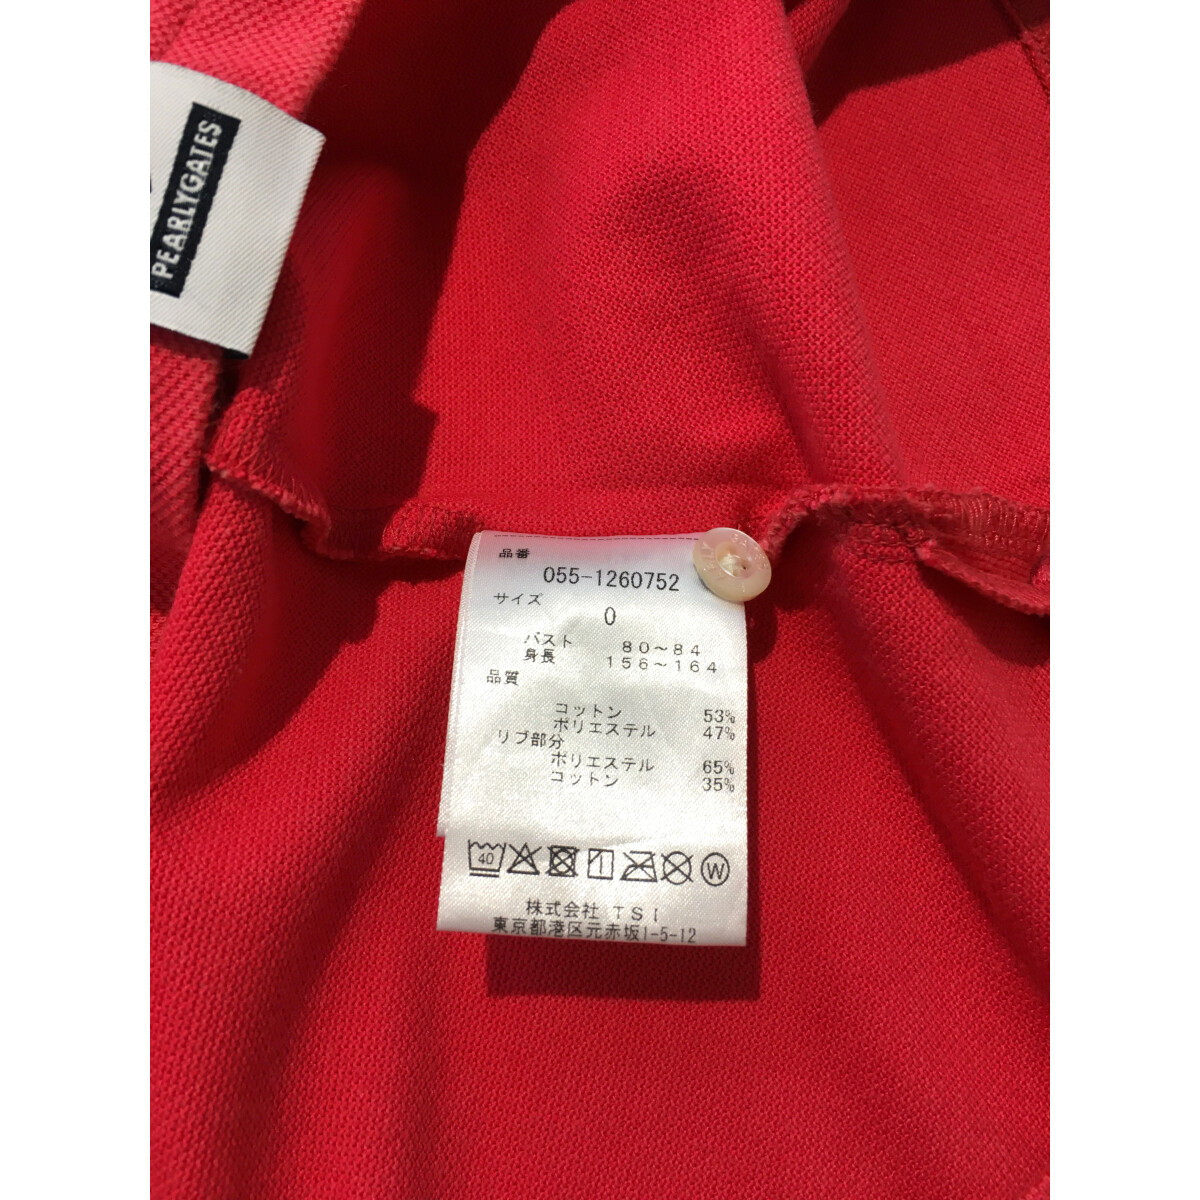 PEARLYGATES
品番
055-1260752
サイズ
0
バスト 80～84
身長 156～164
品質
コットン 53%
ポリエステル 47%
リブ部分
ポリエステル 65%
コットン 35%
40 W
株式会社 TSI
東京都港区元赤坂1-5-12